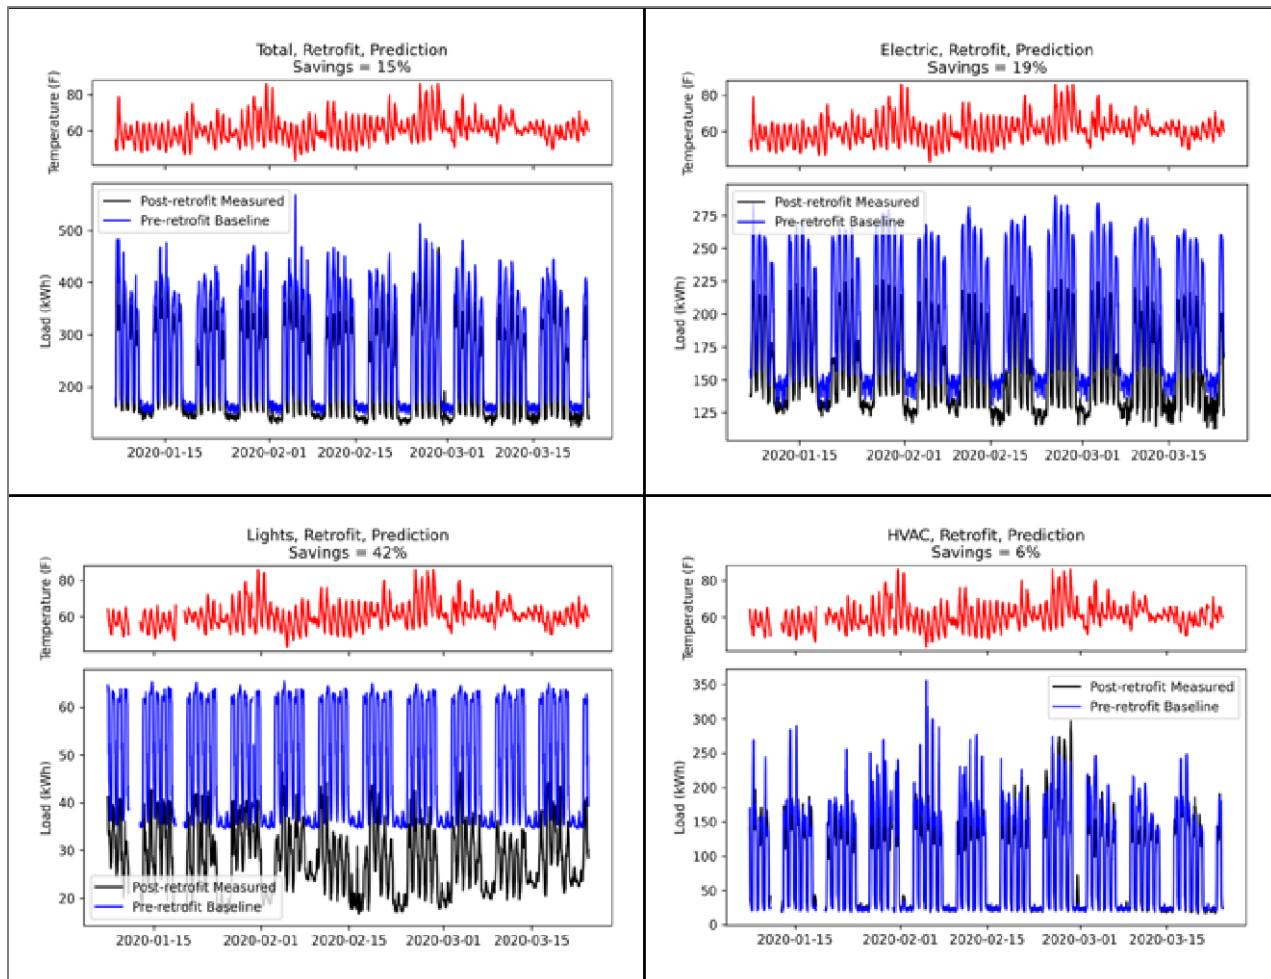 Total, Retrofit, Prediction
Savings = 15%
Temperature (F)
80
60
Post-retrofit Measured
Pre-retrofit Baseline
Load (kWh)
500
400
300
200
2020-01-15 2020-02-01 2020-02-15 2020-03-01 2020-03-15
Electric, Retrofit, Prediction
Savings = 19%
Temperature (F)
80
60
Post-retrofit Measured
Pre-retrofit Baseline
Load (kWh)
275
250
225
200
175
150
125
2020-01-15 2020-02-01 2020-02-15 2020-03-01 2020-03-15
Lights, Retrofit, Prediction
Savings = 42%
Temperature (F)
80
60
Load (kWh)
60
50
40
30
20
Post-retrofit Measured
Pre-retrofit Baseline
2020-01-15 2020-02-01 2020-02-15 2020-03-01 2020-03-15
HVAC, Retrofit, Prediction
Savings = 6%
Temperature (F)
80
60
Post-retrofit Measured
Pre-retrofit Baseline
Load (kWh)
350
300
250
200
150
100
50
0
2020-01-15 2020-02-01 2020-02-15 2020-03-01 2020-03-15